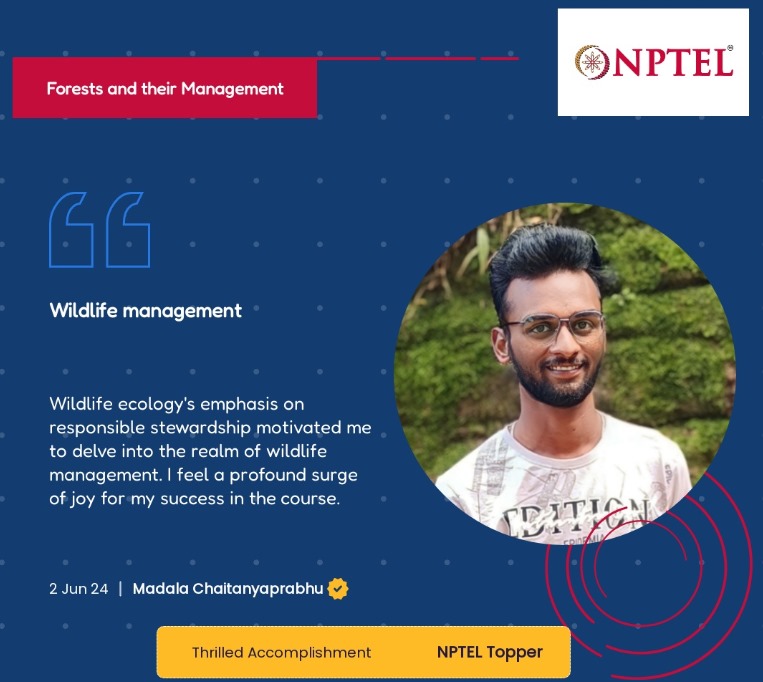 NPTEL®
Forests and their Management
Wildlife management
Wildlife ecology's emphasis on
responsible stewardship motivated me
to delve into the realm of wildlife
management. I feel a profound surge
of joy for my success in the course.
EDITION
EPIDEMIA
2 Jun 24 | Madala Chaitanyaprabhu
Thrilled Accomplishment NPTEL Topper